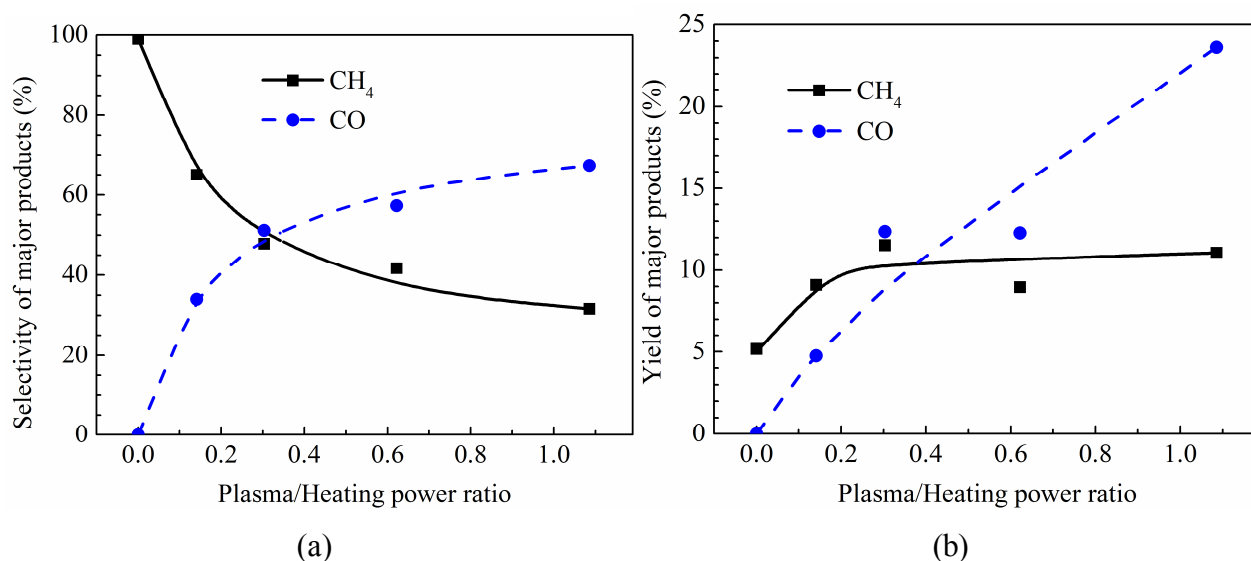 Selectivity of major products (%)
100
80
60
40
20
0
CH₄
CO
0.0 0.2 0.4 0.6 0.8 1.0
Plasma/Heating power ratio
(a)
Yield of major products (%)
25
20
15
10
5
0
CH₄
CO
0.0 0.2 0.4 0.6 0.8 1.0
Plasma/Heating power ratio
(b)